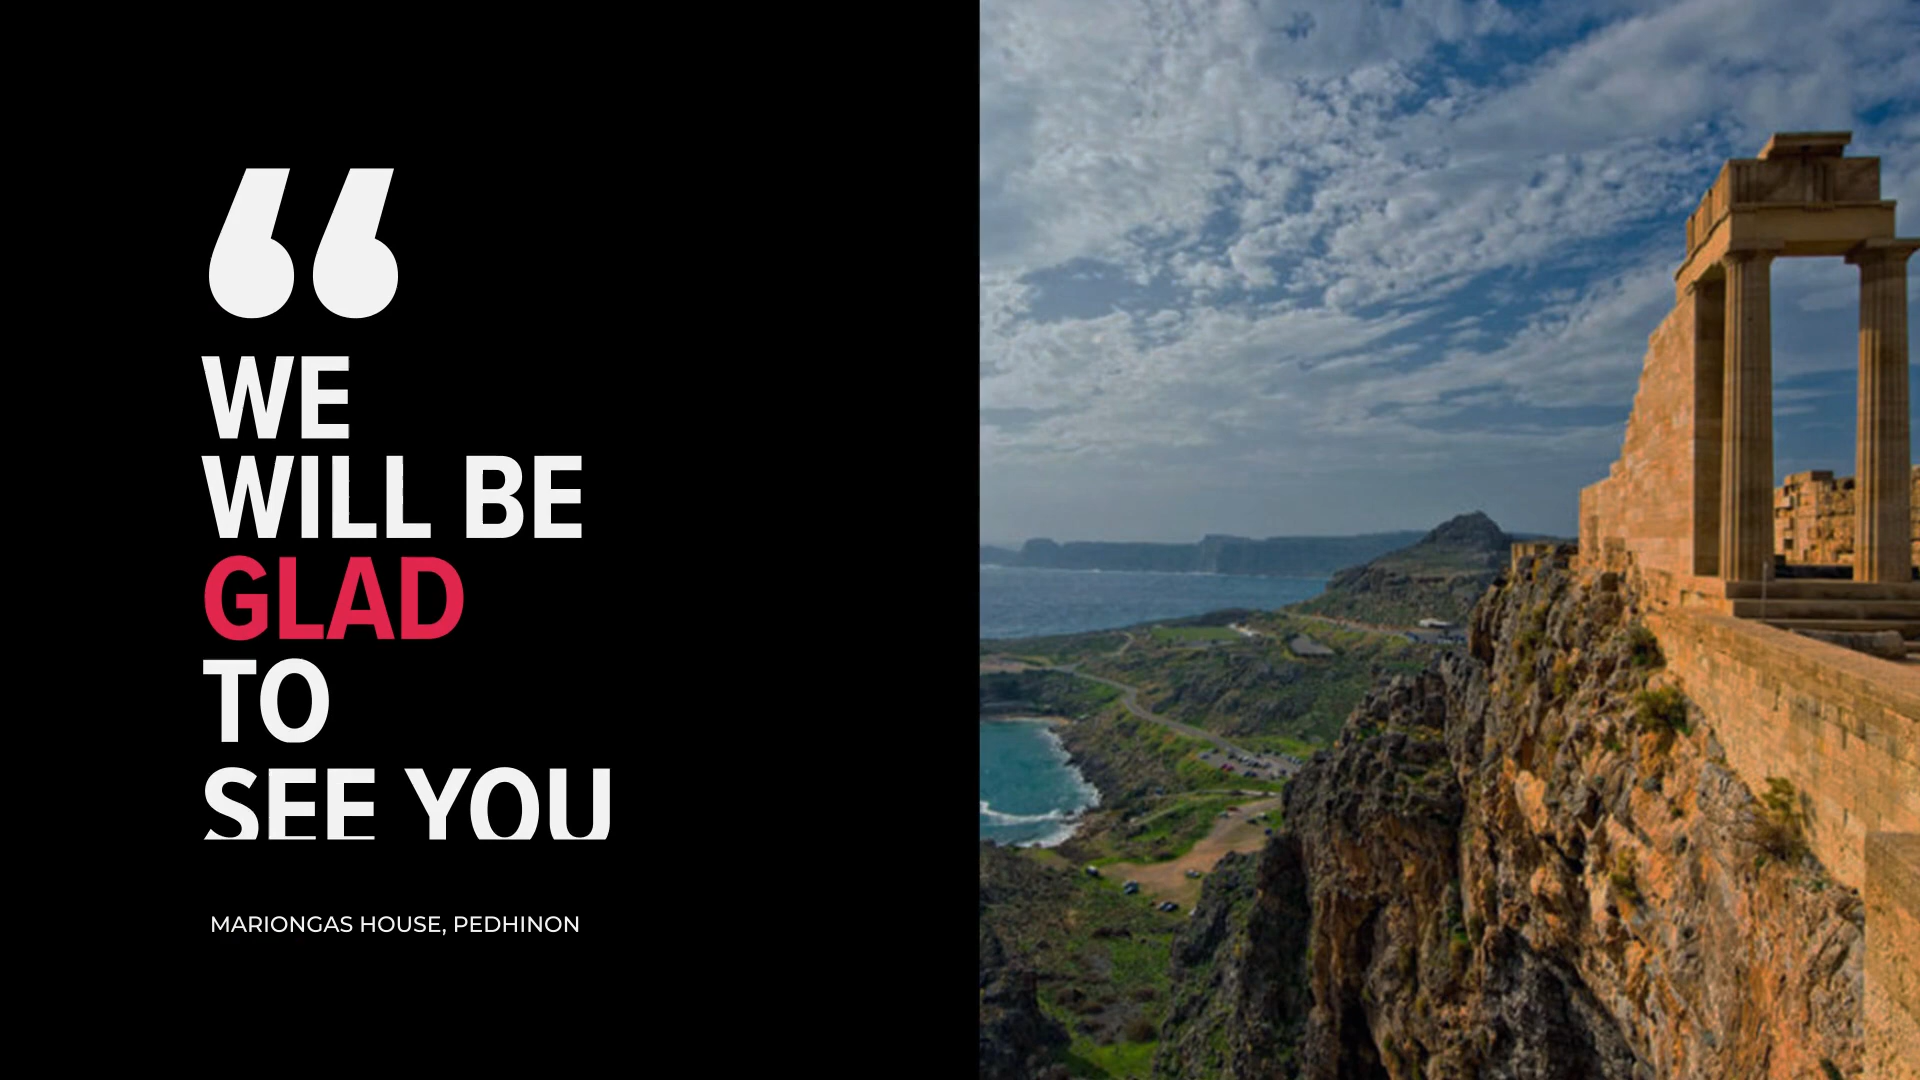 “
WE
WILL BE
GLAD
TO
SEE YOU
MARIONGAS HOUSE, PEDHINON